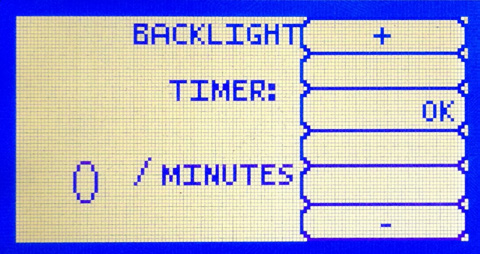 BACKLIGHT
+
TIMER:
OK
0 / MINUTES
-